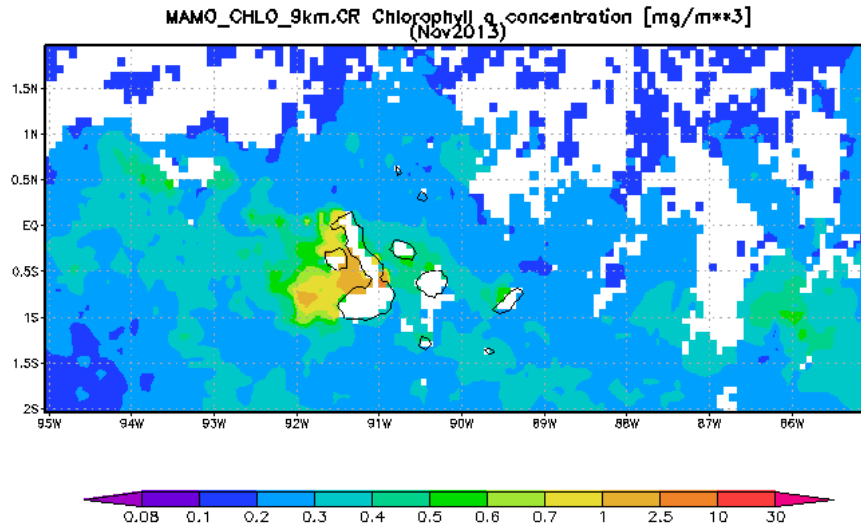 MAMO_CHLO_9km.CR Chlorophyll a concentration [mg/m**3]
(Nov2013)
1.5N
1N
0.5N
EQ
0.5S
1S
1.5S
2S
95W 94W 93W 92W 91W 90W 89W 88W 87W 86W
0.08 0.1 0.2 0.3 0.4 0.5 0.6 0.7 1 2.5 10 30